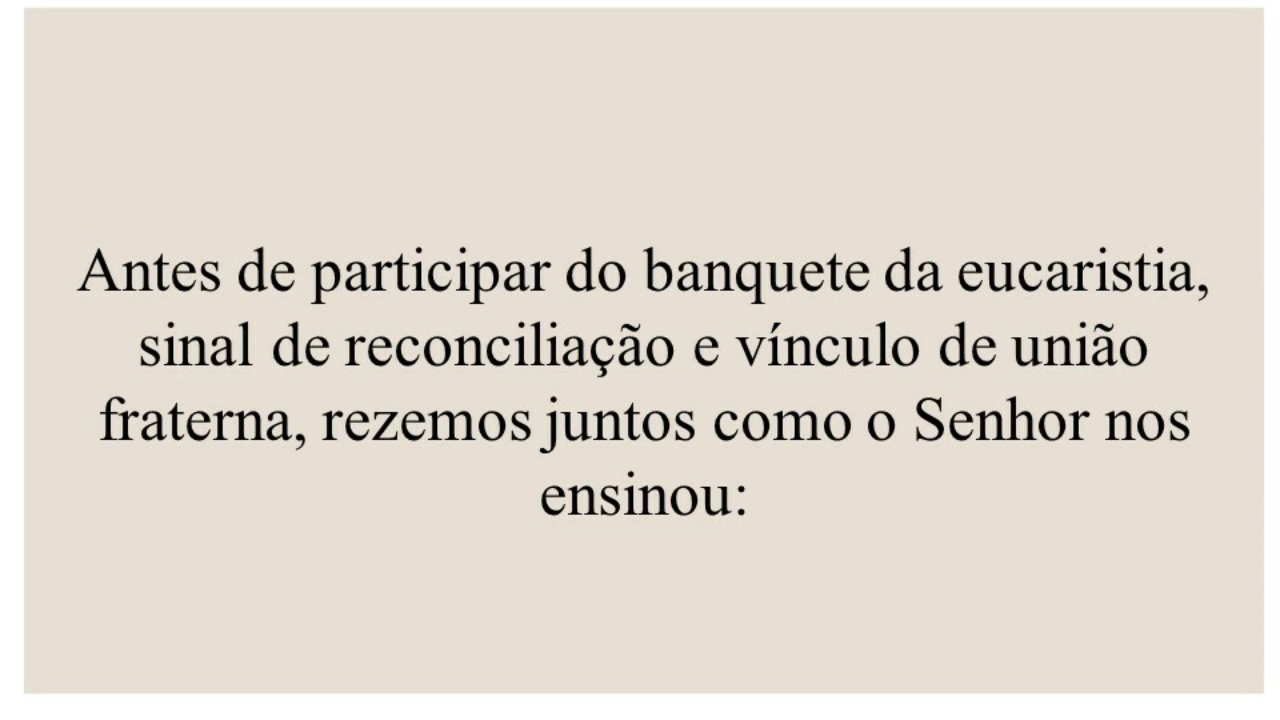 Antes de participar do banquete da eucaristia,
sinal de reconciliação e vínculo de união
fraterna, rezemos juntos como o Senhor nos
ensinou: